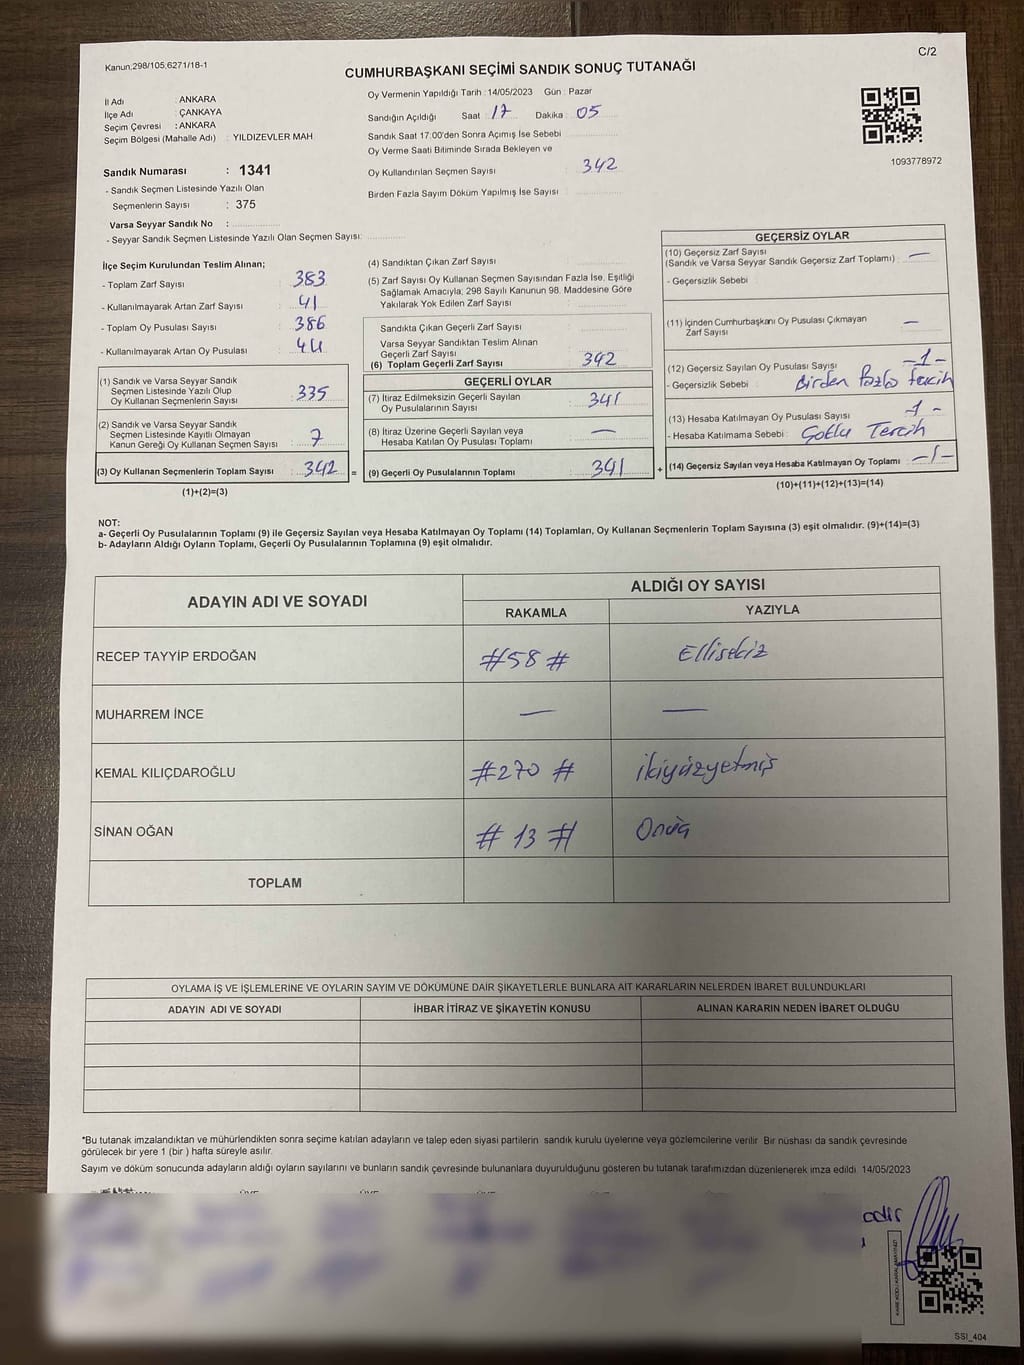 C/2
Kanun.298/105;6271/18-1
CUMHURBAŞKANI SEÇİMİ SANDIK SONUÇ TUTANAĞI
İl Adı : ANKARA
İlçe Adı : ÇANKAYA
Seçim Çevresi : ANKARA
Seçim Bölgesi (Mahalle Adı) : YILDIZEVLER MAH
Sandık Numarası : 1341
- Sandık Seçmen Listesinde Yazılı Olan
Seçmenlerin Sayısı : 375
Varsa Seyyar Sandık No :
- Seyyar Sandık Seçmen Listesinde Yazılı Olan Seçmen Sayısı:
Oy Vermenin Yapıldığı Tarih :14/05/2023 Gün : Pazar
Sandığın Açıldığı Saat : 17 Dakika : 05
Sandık Saat 17:00'den Sonra Açımış İse Sebebi
Oy Verme Saati Bitiminde Sırada Bekleyen ve
Oy Kullandırılan Seçmen Sayısı : 342
Birden Fazla Sayım Döküm Yapılmış İse Sayısı :
1093778972
İlçe Seçim Kurulundan Teslim Alınan;
- Toplam Zarf Sayısı : 383
- Kullanılmayarak Artan Zarf Sayısı : 41
- Toplam Oy Pusulası Sayısı : 386
- Kullanılmayarak Artan Oy Pusulası : 44
(1) Sandık ve Varsa Seyyar Sandık
Seçmen Listesinde Yazılı Olup
Oy Kullanan Seçmenlerin Sayısı : 335
(2) Sandık ve Varsa Seyyar Sandık
Seçmen Listesinde Kayıtlı Olmayan
Kanun Gereği Oy Kullanan Seçmen Sayısı : 7
(3) Oy Kullanan Seçmenlerin Toplam Sayısı : 342 =
(1)+(2)=(3)
(4) Sandıktan Çıkan Zarf Sayısı :
(5) Zarf Sayısı Oy Kullanan Seçmen Sayısından Fazla İse, Eşitliği
Sağlamak Amacıyla; 298 Sayılı Kanunun 98. Maddesine Göre
Yakılarak Yok Edilen Zarf Sayısı :
Sandıkta Çıkan Geçerli Zarf Sayısı :
Varsa Seyyar Sandıktan Teslim Alınan
Geçerli Zarf Sayısı :
(6) Toplam Geçerli Zarf Sayısı : 342
GEÇERLİ OYLAR
(7) İtiraz Edilmeksizin Geçerli Sayılan
Oy Pusulalarının Sayısı : 341
(8) İtiraz Üzerine Geçerli Sayılan veya
Hesaba Katılan Oy Pusulası Toplamı : —
(9) Geçerli Oy Pusulalarının Toplamı : 341 +
GEÇERSİZ OYLAR
(10) Geçersiz Zarf Sayısı
(Sandık ve Varsa Seyyar Sandık Geçersiz Zarf Toplamı) : —
- Geçersizlik Sebebi :
(11) İçinden Cumhurbaşkanı Oy Pusulası Çıkmayan
Zarf Sayısı : —
(12) Geçersiz Sayılan Oy Pusulası Sayısı : -1-
- Geçersizlik Sebebi : Birden fazla tercih
(13) Hesaba Katılmayan Oy Pusulası Sayısı : -1-
- Hesaba Katılmama Sebebi : Çoklu Tercih
(14) Geçersiz Sayılan veya Hesaba Katılmayan Oy Toplamı : -1-
(10)+(11)+(12)+(13)=(14)
NOT:
a- Geçerli Oy Pusulalarının Toplamı (9) ile Geçersiz Sayılan veya Hesaba Katılmayan Oy Toplamı (14) Toplamları, Oy Kullanan Seçmenlerin Toplam Sayısına (3) eşit olmalıdır. (9)+(14)=(3)
b- Adayların Aldığı Oyların Toplamı, Geçerli Oy Pusulalarının Toplamına (9) eşit olmalıdır.
ADAYIN ADI VE SOYADI
ALDIĞI OY SAYISI
RAKAMLA YAZIYLA
RECEP TAYYİP ERDOĞAN #58# Ellisekiz
MUHARREM İNCE — —
KEMAL KILIÇDAROĞLU #270# ikiyüzyetmiş
SİNAN OĞAN #13# Onüç
TOPLAM
OYLAMA İŞ VE İŞLEMLERİNE VE OYLARIN SAYIM VE DÖKÜMÜNE DAİR ŞİKAYETLERLE BUNLARA AİT KARARLARIN NELERDEN İBARET BULUNDUKLARI
ADAYIN ADI VE SOYADI İHBAR İTİRAZ VE ŞİKAYETİN KONUSU ALINAN KARARIN NEDEN İBARET OLDUĞU
*Bu tutanak imzalandıktan ve mühürlendikten sonra seçime katılan adayların ve talep eden siyasi partilerin sandık kurulu üyelerine veya gözlemcilerine verilir. Bir nüshası da sandık çevresinde
görülecek bir yere 1 (bir ) hafta süreyle asılır.
Sayım ve döküm sonucunda adayların aldığı oyların sayılarını ve bunların sandık çevresinde bulunanlara duyurulduğunu gösteren bu tutanak tarafımızdan düzenlenerek imza edildi. 14/05/2023
SSI_404